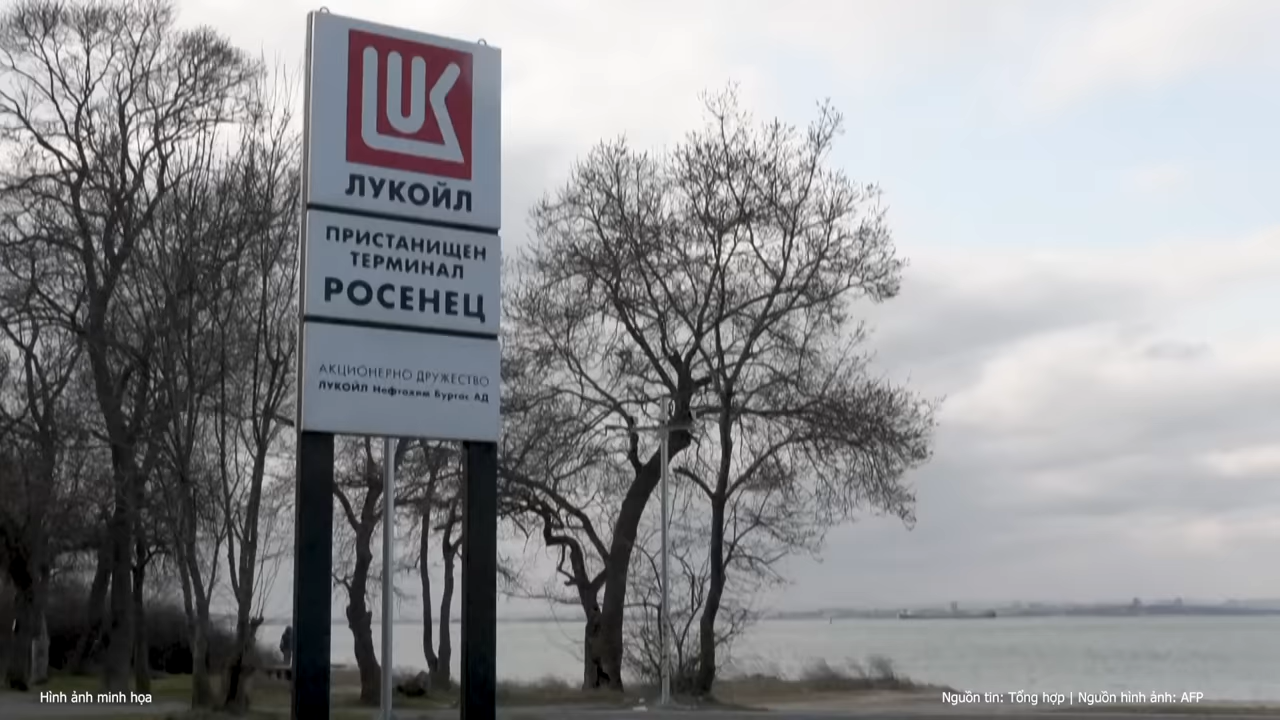 LUK
ЛУКОЙЛ
ПРИСТАНИЩЕН
ТЕРМИНАЛ
РОСЕНЕЦ
АКЦИОНЕРНО ДРУЖЕСТВО
ЛУКОЙЛ Нефтохим Бургас АД
Hình ảnh minh họa
Nguồn tin: Tổng hợp | Nguồn hình ảnh: AFP